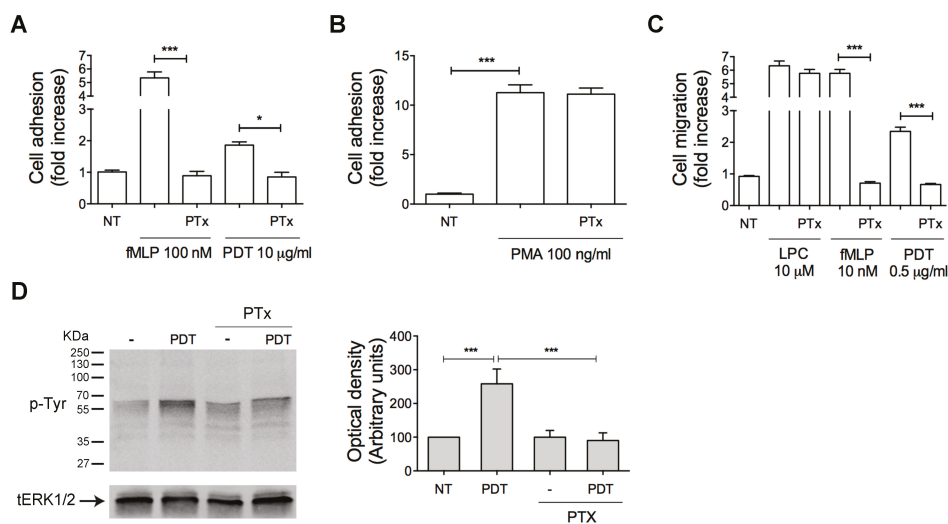 A
Cell adhesion
(fold increase)
7
6
5
4
2
1
0
***
*
NT
PTx
PTx
fMLP 100 nM
PDT 10 µg/ml
B
Cell adhesion
(fold increase)
15
10
5
0
***
NT
PTx
PMA 100 ng/ml
C
Cell migration
(fold increase)
7
6
5
4
3
2
1
0
***
***
NT
PTx
PTx
PTx
LPC
10 µM
fMLP
10 nM
PDT
0.5 µg/ml
D
PTx
KDa
-
PDT
-
PDT
250
130
100
70
55
35
27
p-Tyr
tERK1/2
Optical density
(Arbitrary units)
400
300
200
100
0
***
***
NT
PDT
-
PDT
PTX